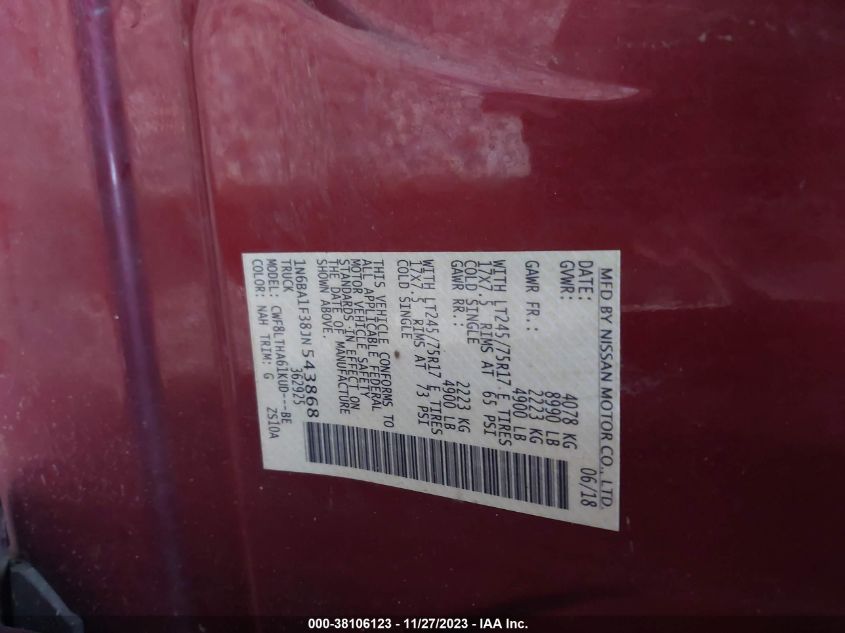 MFD BY NISSAN MOTOR CO., LTD.
DATE: 06/18
GVWR: 4078 KG
8990 LB
GAWR FR.: 2223 KG
4900 LB
WITH LT245/75R17 E TIRES
17X7.5 RIMS AT 65 PSI
COLD SINGLE
GAWR RR.: 2223 KG
4900 LB
WITH LT245/75R17 E TIRES
17X7.5 RIMS AT 73 PSI
COLD SINGLE
THIS VEHICLE CONFORMS TO
ALL APPLICABLE FEDERAL
MOTOR VEHICLE SAFETY
STANDARDS IN EFFECT ON
THE DATE OF MANUFACTURE
SHOWN ABOVE.
1N6BA1F38JN543868
TRUCK 362925
MODEL: CWF8LTHA61KUD---BE
COLOR: NAH TRIM: G ZS10A
000-38106123 - 11/27/2023 - IAA Inc.